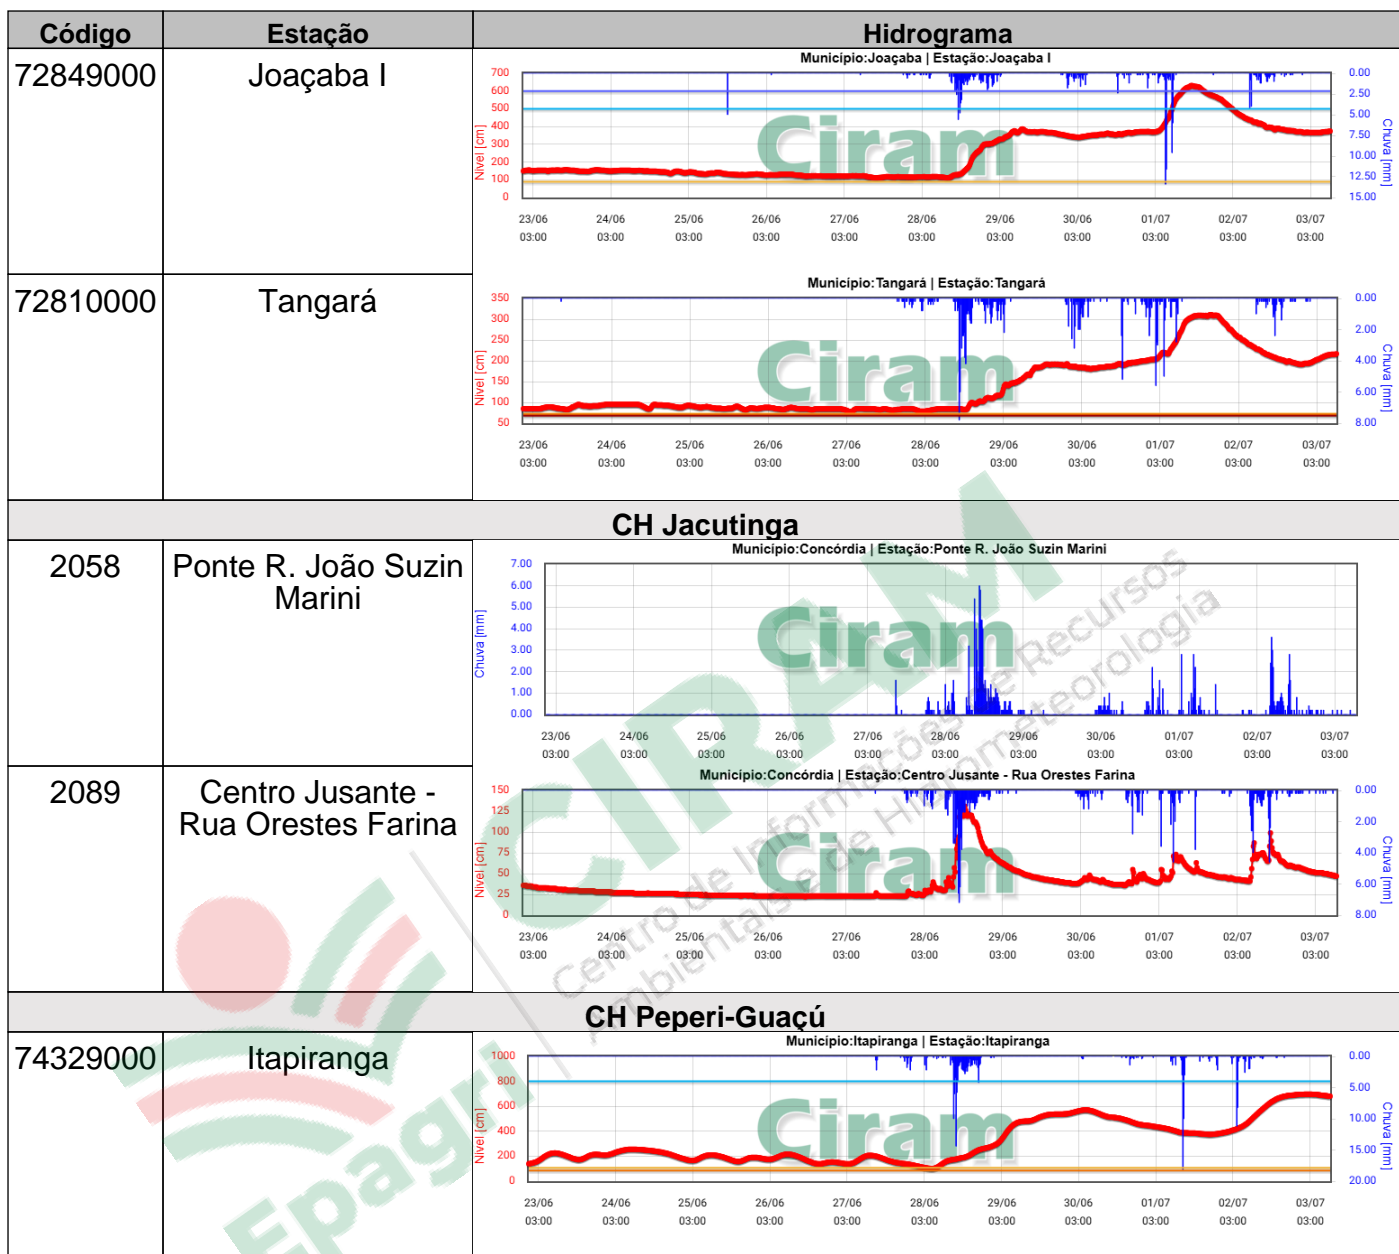 Código Estação Hidrograma
72849000 Joaçaba I
Município:Joaçaba | Estação:Joaçaba I
Nível [cm]
700
600
500
400
300
200
100
0
Chuva [mm]
0.00
2.50
5.00
7.50
10.00
12.50
15.00
23/06 24/06 25/06 26/06 27/06 28/06 29/06 30/06 01/07 02/07 03/07
03:00 03:00 03:00 03:00 03:00 03:00 03:00 03:00 03:00 03:00 03:00
Ciram
72810000 Tangará
Município:Tangará | Estação:Tangará
Nível [cm]
350
300
250
200
150
100
50
Chuva [mm]
0.00
2.00
4.00
6.00
8.00
23/06 24/06 25/06 26/06 27/06 28/06 29/06 30/06 01/07 02/07 03/07
03:00 03:00 03:00 03:00 03:00 03:00 03:00 03:00 03:00 03:00 03:00
Ciram
CH Jacutinga
2058 Ponte R. João Suzin
Marini
Município:Concórdia | Estação:Ponte R. João Suzin Marini
Chuva [mm]
7.00
6.00
5.00
4.00
3.00
2.00
1.00
0.00
23/06 24/06 25/06 26/06 27/06 28/06 29/06 30/06 01/07 02/07 03/07
03:00 03:00 03:00 03:00 03:00 03:00 03:00 03:00 03:00 03:00 03:00
Ciram
2089 Centro Jusante -
Rua Orestes Farina
Município:Concórdia | Estação:Centro Jusante - Rua Orestes Farina
Nível [cm]
150
125
100
75
50
25
0
Chuva [mm]
0.00
2.00
4.00
6.00
8.00
23/06 24/06 25/06 26/06 27/06 28/06 29/06 30/06 01/07 02/07 03/07
03:00 03:00 03:00 03:00 03:00 03:00 03:00 03:00 03:00 03:00 03:00
Ciram
CH Peperi-Guaçú
74329000 Itapiranga
Município:Itapiranga | Estação:Itapiranga
Nível [cm]
1000
800
600
400
200
0
Chuva [mm]
0.00
5.00
10.00
15.00
20.00
23/06 24/06 25/06 26/06 27/06 28/06 29/06 30/06 01/07 02/07 03/07
03:00 03:00 03:00 03:00 03:00 03:00 03:00 03:00 03:00 03:00 03:00
Ciram
Epagri
CIRAM
Centro de Informações de Recursos
Ambientais e de Hidrometeorologia